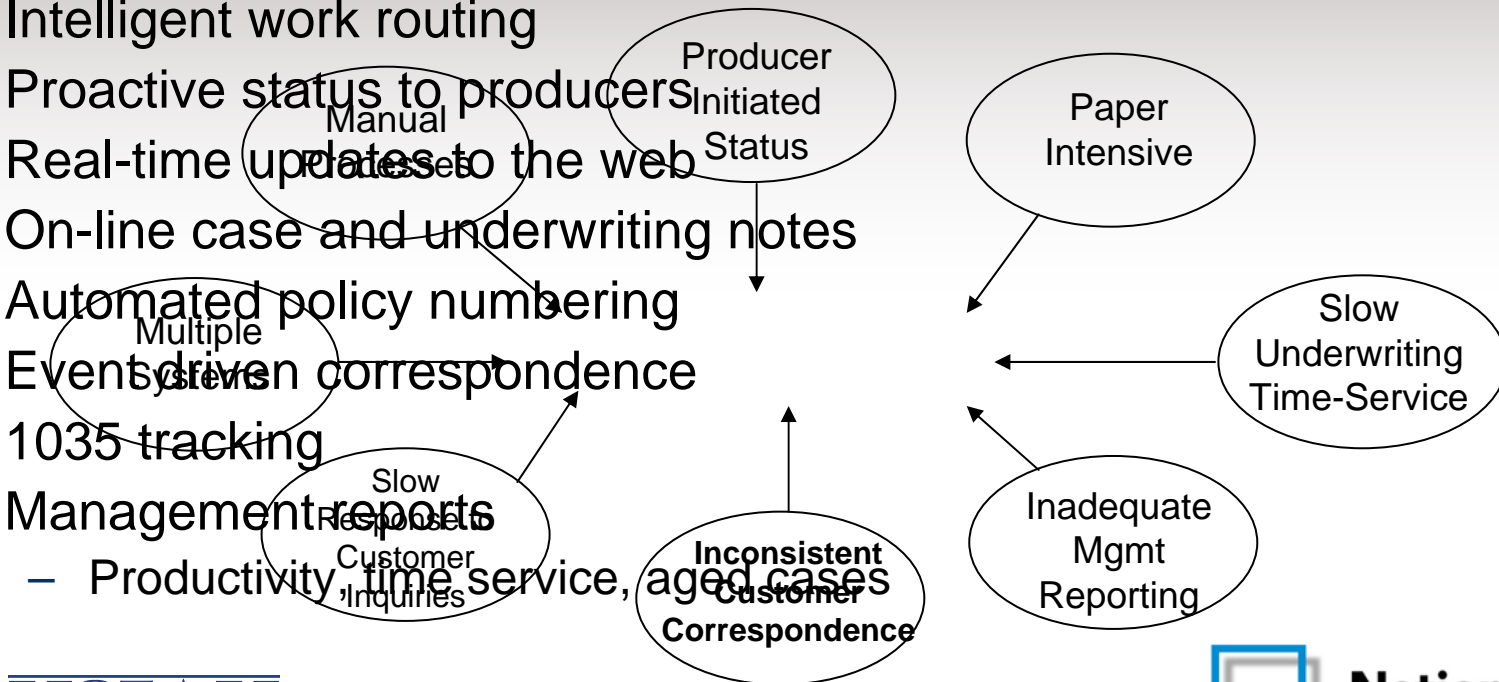 Intelligent work routing
Proactive status to producers
Real-time updates to the web
On-line case and underwriting notes
Automated policy numbering
Event driven correspondence
1035 tracking
Management reports
– Productivity, time service, aged cases
Manual
Processes
Producer
Initiated
Status
Paper
Intensive
Multiple
Systems
Slow
Underwriting
Time-Service
Slow
Response to
Customer
Inquiries
Inconsistent
Customer
Correspondence
Inadequate
Mgmt
Reporting